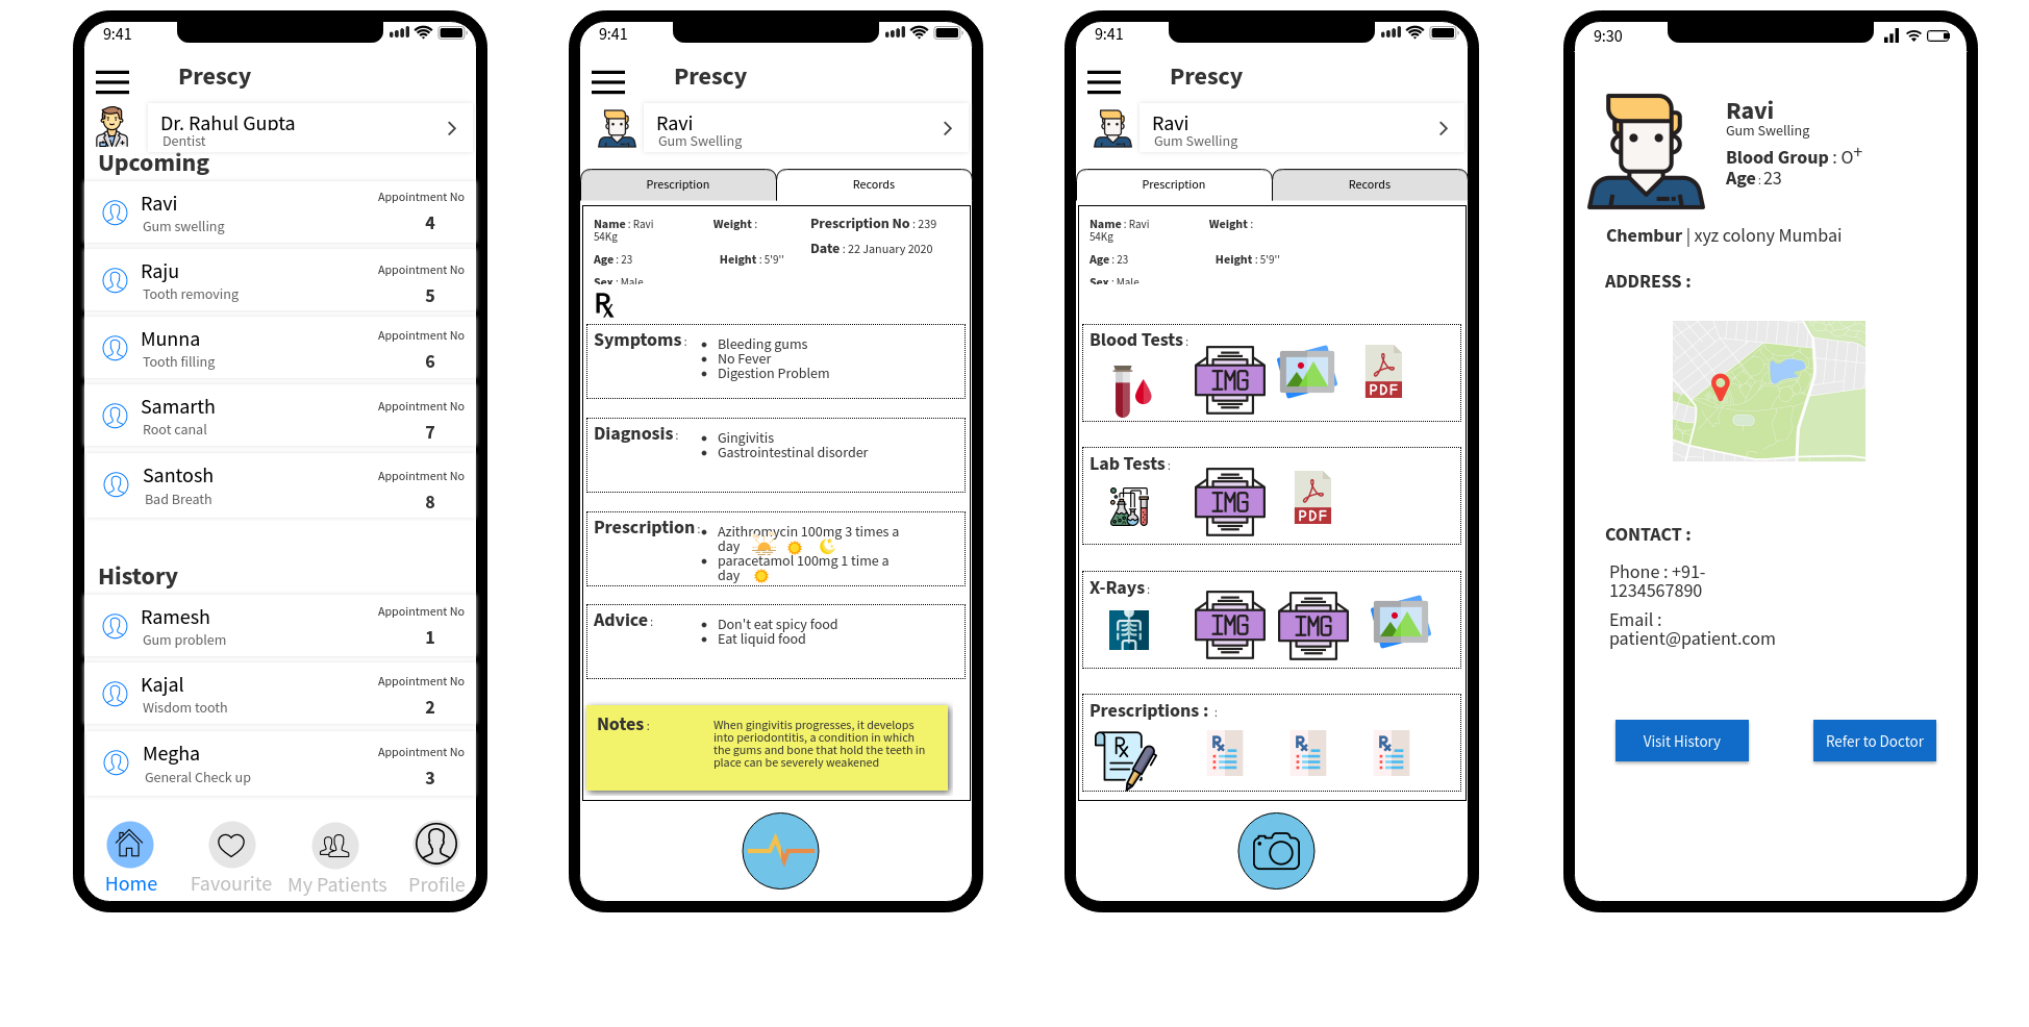 9:41
Prescy
Dr. Rahul Gupta
Dentist
Upcoming
Ravi
Gum swelling
Appointment No
4
Raju
Tooth removing
Appointment No
5
Munna
Tooth filling
Appointment No
6
Samarth
Root canal
Appointment No
7
Santosh
Bad Breath
Appointment No
8
History
Ramesh
Gum problem
Appointment No
1
Kajal
Wisdom tooth
Appointment No
2
Megha
General Check up
Appointment No
3
Home
Favourite
My Patients
Profile
9:41
Prescy
Ravi
Gum Swelling
Prescription
Records
Name : Ravi
Weight :
54Kg
Age : 23
Height : 5'9''
Sex : Male
Prescription No : 239
Date : 22 January 2020
Rx
Symptoms :
• Bleeding gums
• No Fever
• Digestion Problem
Diagnosis :
• Gingivitis
• Gastrointestinal disorder
Prescription :
• Azithromycin 100mg 3 times a
day
• paracetamol 100mg 1 time a
day
Advice :
• Don't eat spicy food
• Eat liquid food
Notes :
When gingivitis progresses, it develops
into periodontitis, a condition in which
the gums and bone that hold the teeth in
place can be severely weakened
9:41
Prescy
Ravi
Gum Swelling
Prescription
Records
Name : Ravi
Weight :
54Kg
Age : 23
Height : 5'9''
Sex : Male
Blood Tests :
IMG
PDF
Lab Tests :
IMG
PDF
X-Rays :
IMG
IMG
Prescriptions : :
Rx
Rx
Rx
Rx
9:30
Ravi
Gum Swelling
Blood Group : O+
Age : 23
Chembur | xyz colony Mumbai
ADDRESS :
CONTACT :
Phone : +91-
1234567890
Email :
patient@patient.com
Visit History
Refer to Doctor